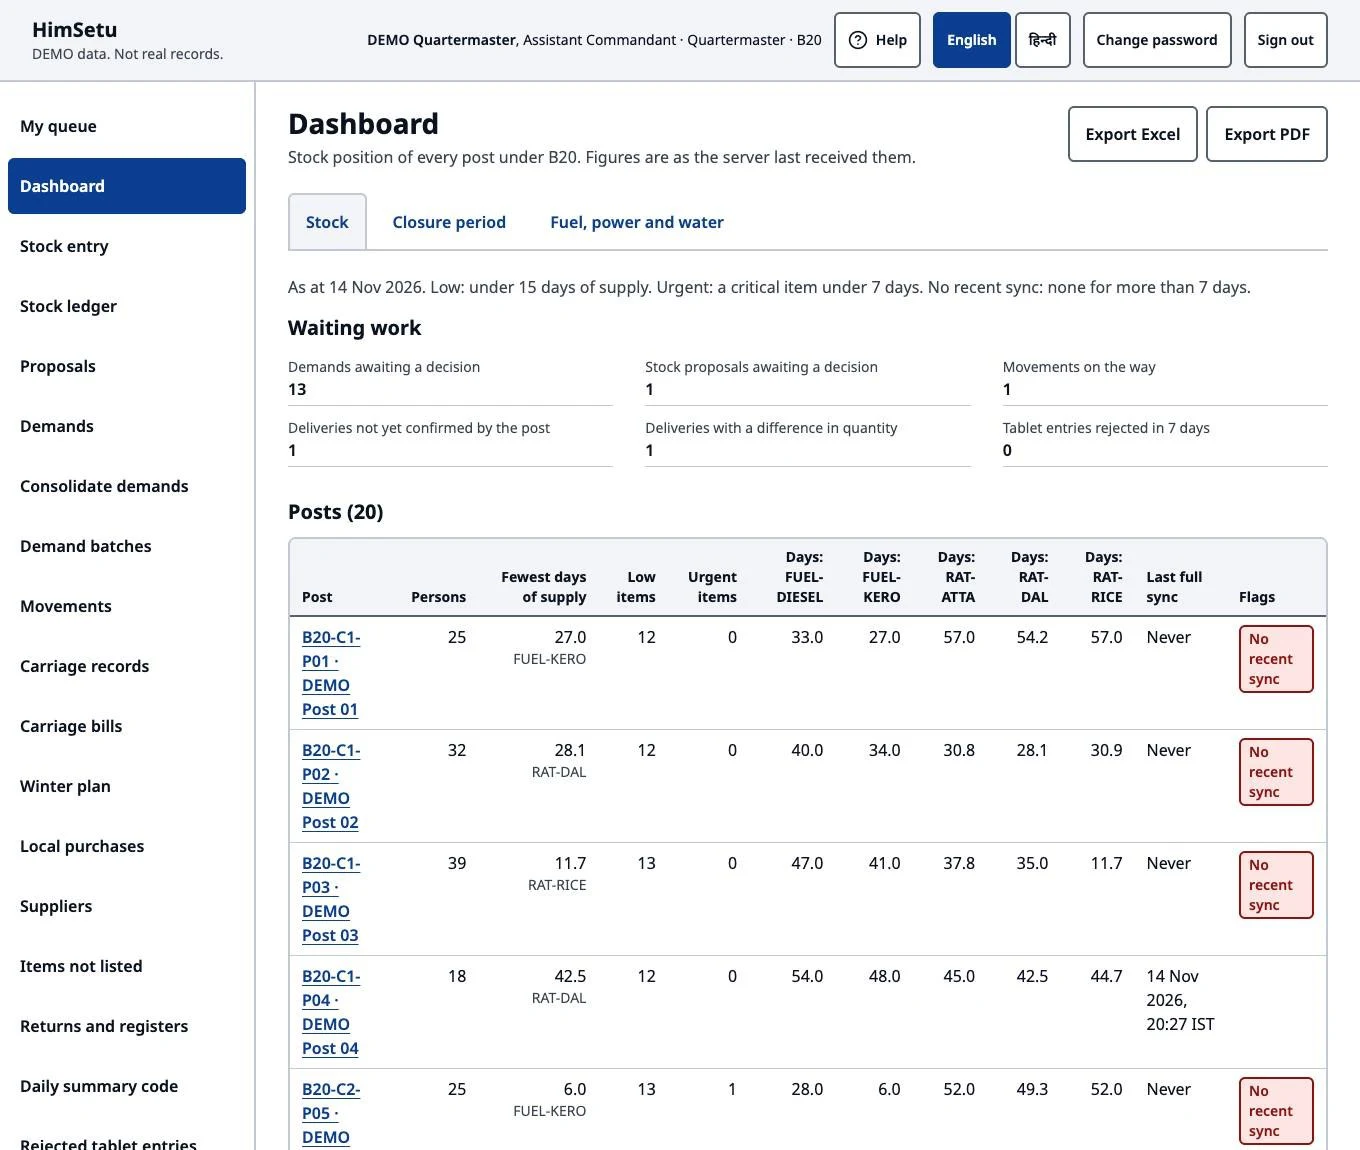 HimSetu
DEMO data. Not real records.
DEMO Quartermaster, Assistant Commandant · Quartermaster · B20
Help
English
हिन्दी
Change password
Sign out
My queue
Dashboard
Stock entry
Stock ledger
Proposals
Demands
Consolidate demands
Demand batches
Movements
Carriage records
Carriage bills
Winter plan
Local purchases
Suppliers
Items not listed
Returns and registers
Daily summary code
Rejected tablet entries
Dashboard
Stock position of every post under B20. Figures are as the server last received them.
Export Excel
Export PDF
Stock
Closure period
Fuel, power and water
As at 14 Nov 2026. Low: under 15 days of supply. Urgent: a critical item under 7 days. No recent sync: none for more than 7 days.
Waiting work
Demands awaiting a decision
13
Stock proposals awaiting a decision
1
Movements on the way
1
Deliveries not yet confirmed by the post
1
Deliveries with a difference in quantity
1
Tablet entries rejected in 7 days
0
Posts (20)
Post
Persons
Fewest days
of supply
Low
items
Urgent
items
Days:
FUEL-
DIESEL
Days:
FUEL-
KERO
Days:
RAT-
ATTA
Days:
RAT-
DAL
Days:
RAT-
RICE
Last full
sync
Flags
B20-C1-
P01 ·
DEMO
Post 01
25
27.0
FUEL-KERO
12
0
33.0
27.0
57.0
54.2
57.0
Never
No
recent
sync
B20-C1-
P02 ·
DEMO
Post 02
32
28.1
RAT-DAL
12
0
40.0
34.0
30.8
28.1
30.9
Never
No
recent
sync
B20-C1-
P03 ·
DEMO
Post 03
39
11.7
RAT-RICE
13
0
47.0
41.0
37.8
35.0
11.7
Never
No
recent
sync
B20-C1-
P04 ·
DEMO
Post 04
18
42.5
RAT-DAL
12
0
54.0
48.0
45.0
42.5
44.7
14 Nov
2026,
20:27 IST
B20-C2-
P05 ·
DEMO
25
6.0
FUEL-KERO
13
1
28.0
6.0
52.0
49.3
52.0
Never
No
recent
sync